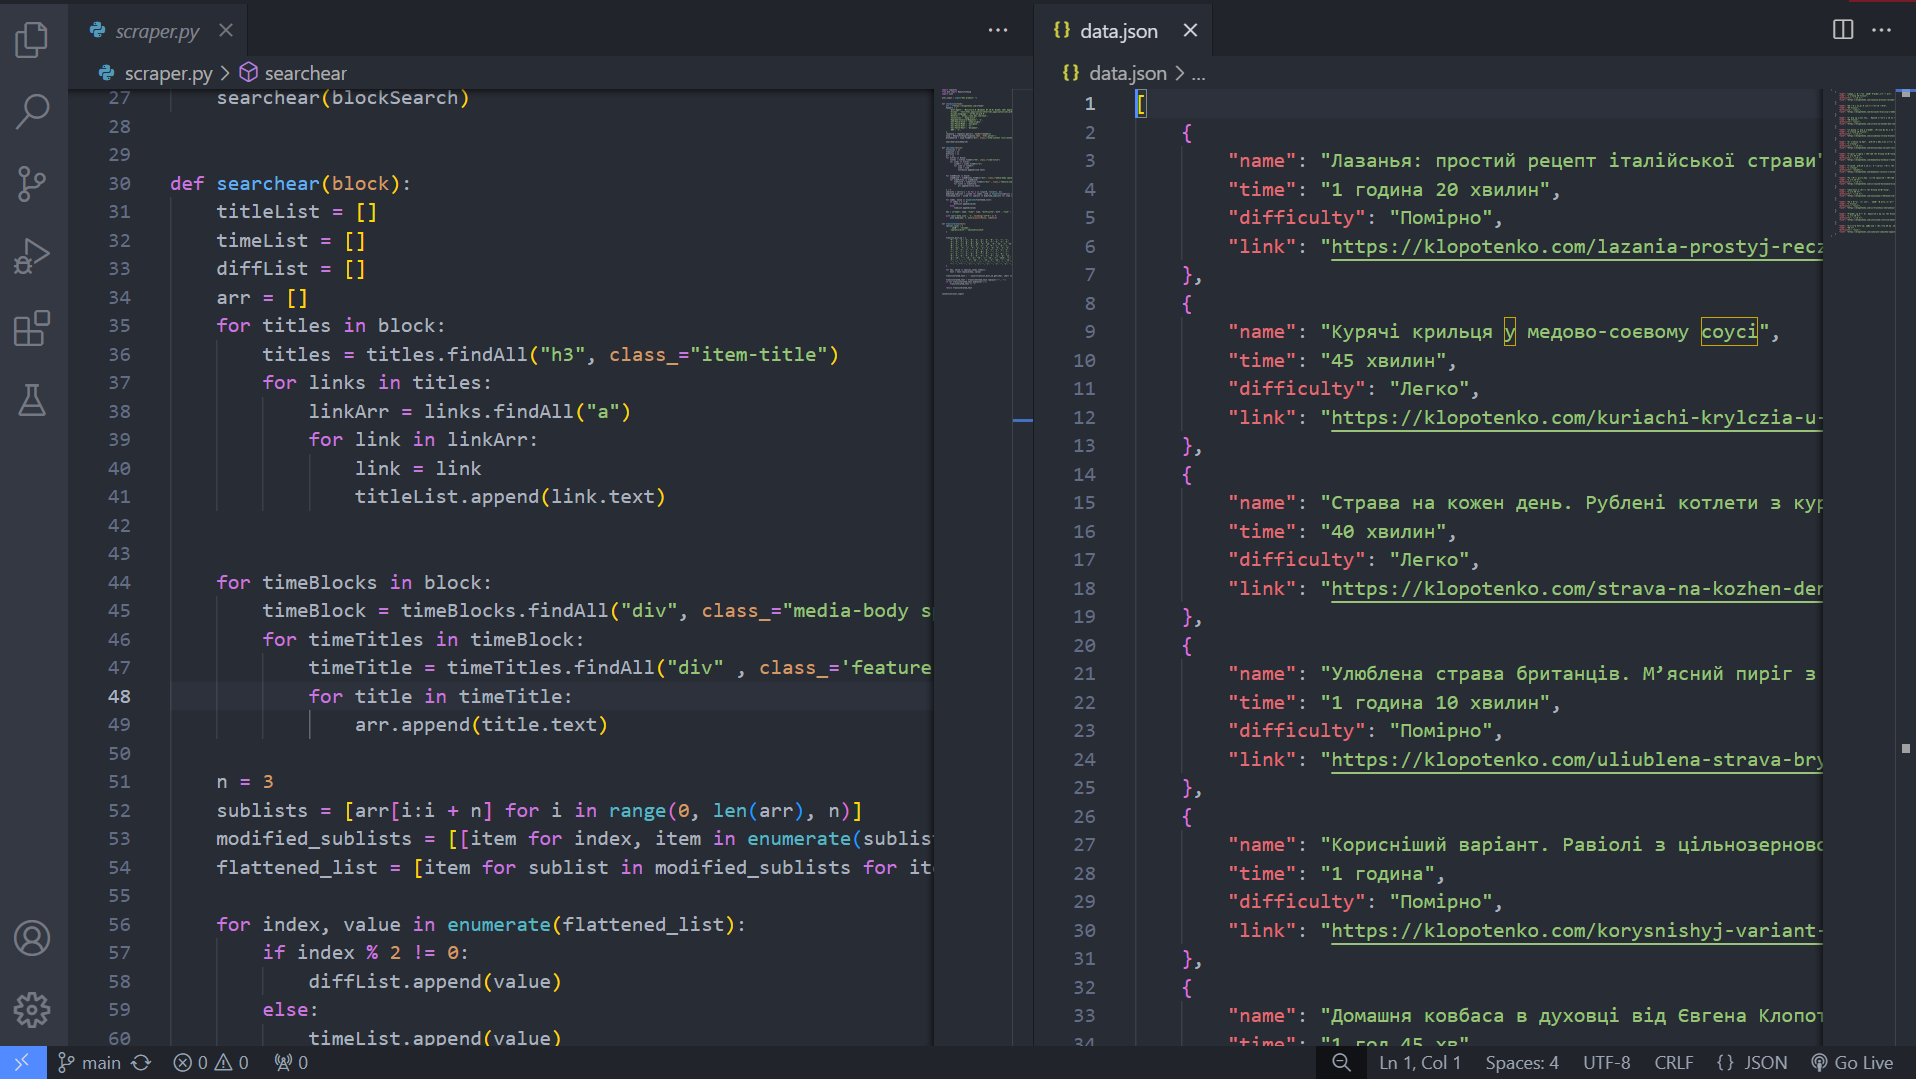 scraper.py
scraper.py > searchear
27 searchear(blockSearch)
28
29
30 def searchear(block):
31 titleList = []
32 timeList = []
33 diffList = []
34 arr = []
35 for titles in block:
36 titles = titles.findAll("h3", class_="item-title")
37 for links in titles:
38 linkArr = links.findAll("a")
39 for link in linkArr:
40 link = link
41 titleList.append(link.text)
42
43
44 for timeBlocks in block:
45 timeBlock = timeBlocks.findAll("div", class_="media-body s
46 for timeTitles in timeBlock:
47 timeTitle = timeTitles.findAll("div" , class_='feature
48 for title in timeTitle:
49 arr.append(title.text)
50
51 n = 3
52 sublists = [arr[i:i + n] for i in range(0, len(arr), n)]
53 modified_sublists = [[item for index, item in enumerate(sublis
54 flattened_list = [item for sublist in modified_sublists for it
55
56 for index, value in enumerate(flattened_list):
57 if index % 2 != 0:
58 diffList.append(value)
59 else:
60 timeList.append(value)
data.json
{} data.json > ...
1 [
2 {
3 "name": "Лазанья: простий рецепт італійської страви"
4 "time": "1 година 20 хвилин",
5 "difficulty": "Помірно",
6 "link": "https://klopotenko.com/lazania-prostyj-recz
7 },
8 {
9 "name": "Курячі крильця у медово-соєвому соусі",
10 "time": "45 хвилин",
11 "difficulty": "Легко",
12 "link": "https://klopotenko.com/kuriachi-krylczia-u-
13 },
14 {
15 "name": "Страва на кожен день. Рублені котлети з кур
16 "time": "40 хвилин",
17 "difficulty": "Легко",
18 "link": "https://klopotenko.com/strava-na-kozhen-den
19 },
20 {
21 "name": "Улюблена страва британців. М’ясний пиріг з
22 "time": "1 година 10 хвилин",
23 "difficulty": "Помірно",
24 "link": "https://klopotenko.com/uliublena-strava-bry
25 },
26 {
27 "name": "Корисніший варіант. Равіолі з цільнозерново
28 "time": "1 година",
29 "difficulty": "Помірно",
30 "link": "https://klopotenko.com/korysnishyj-variant-
31 },
32 {
33 "name": "Домашня ковбаса в духовці від Євгена Клопот
34 "time": "1 год 45 хв"
main 0 0 0
Ln 1, Col 1 Spaces: 4 UTF-8 CRLF {} JSON Go Live